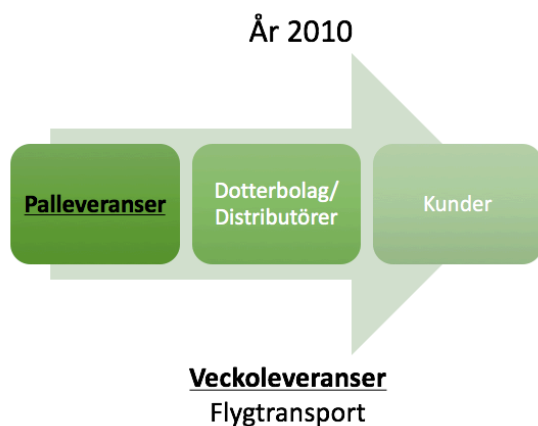 År 2010
Palleveranser
Dotterbolag/
Distributörer
Kunder
Veckoleveranser
Flygtransport